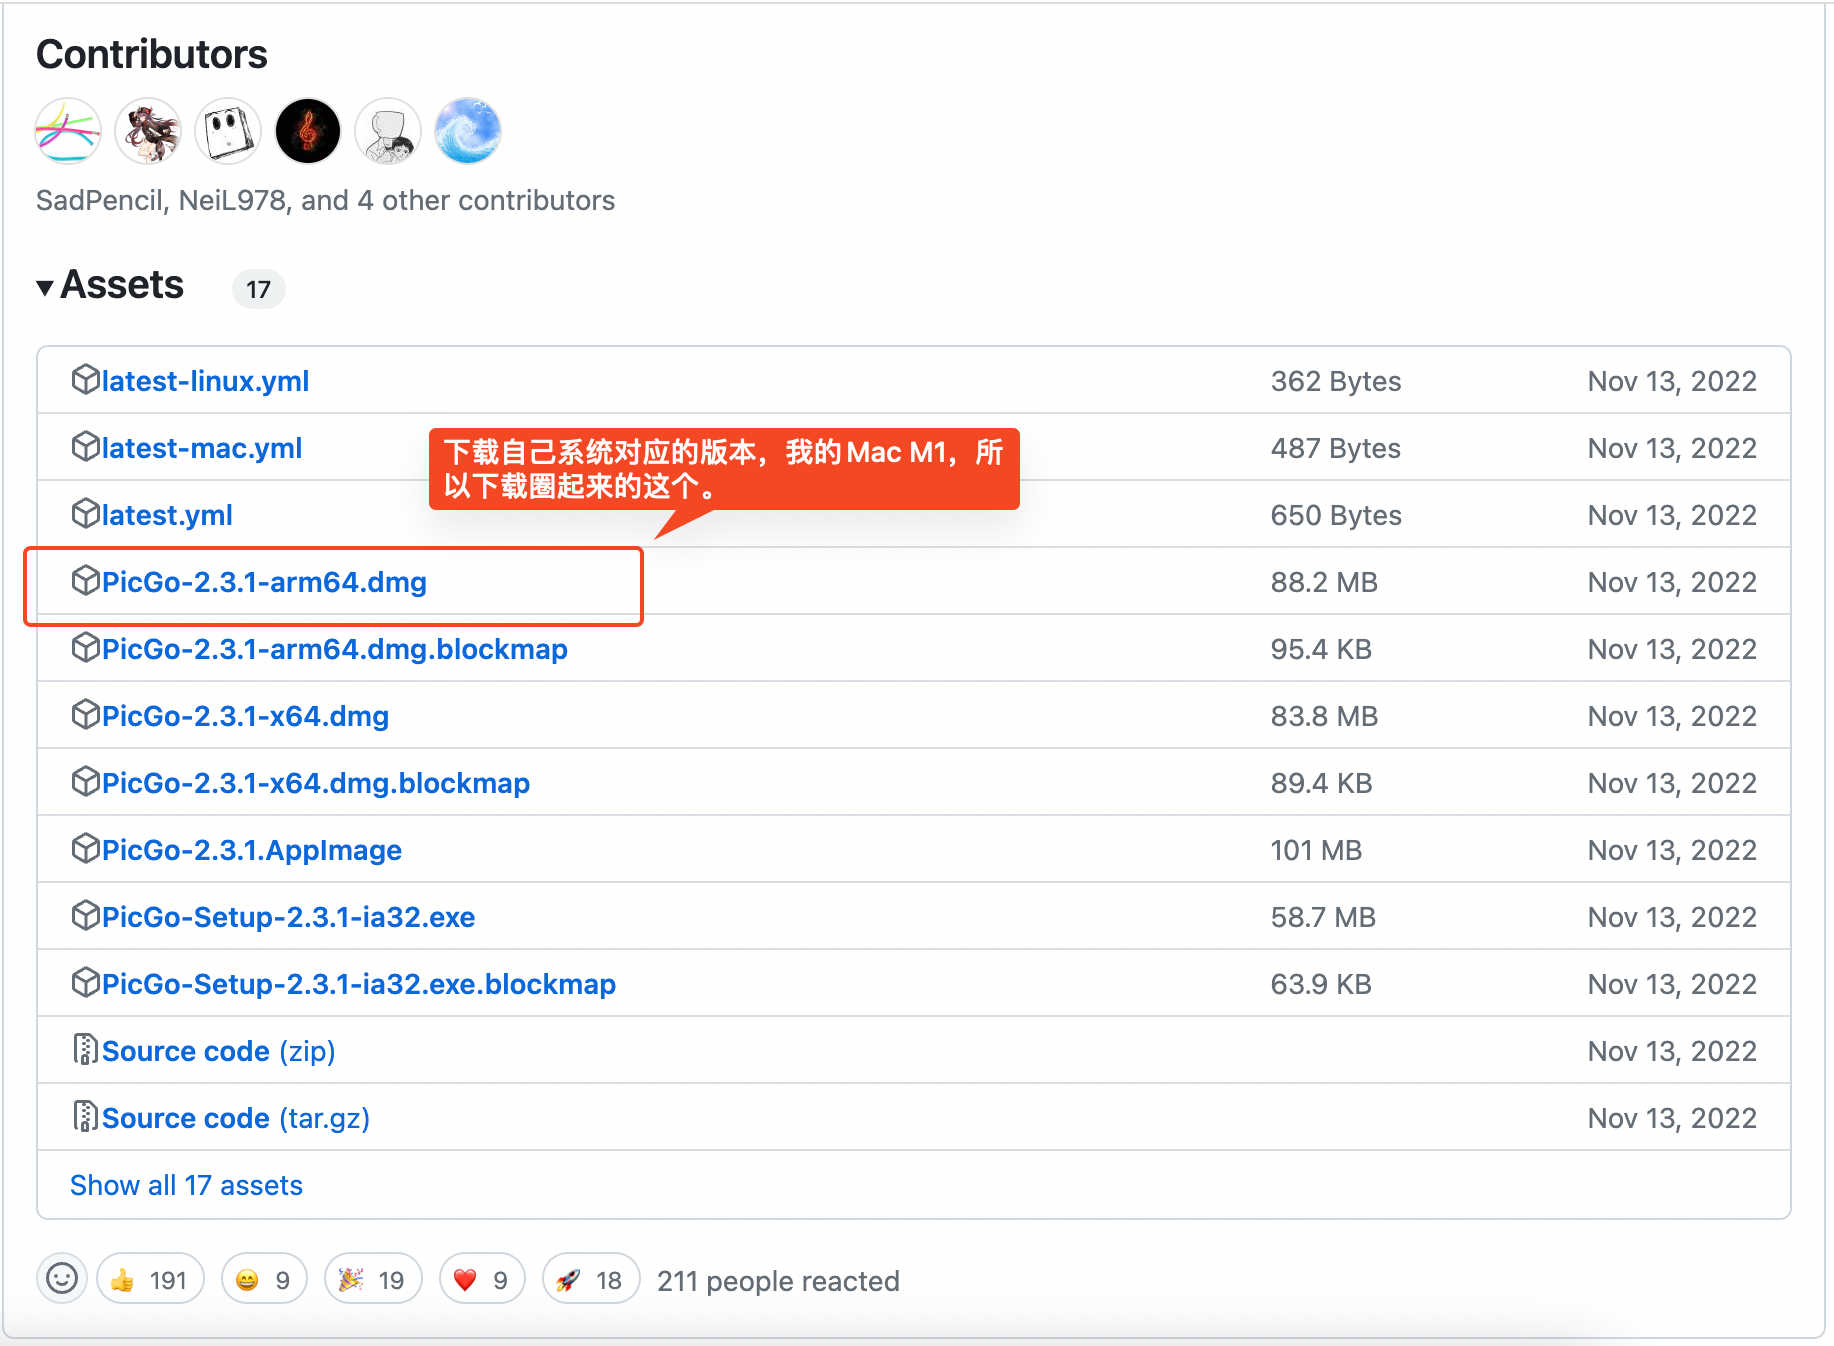 Contributors
SadPencil, NeiL978, and 4 other contributors
Assets 17
latest-linux.yml 362 Bytes Nov 13, 2022
latest-mac.yml 487 Bytes Nov 13, 2022
下载自己系统对应的版本，我的Mac M1，所
以下载圈起来的这个。
latest.yml 650 Bytes Nov 13, 2022
PicGo-2.3.1-arm64.dmg 88.2 MB Nov 13, 2022
PicGo-2.3.1-arm64.dmg.blockmap 95.4 KB Nov 13, 2022
PicGo-2.3.1-x64.dmg 83.8 MB Nov 13, 2022
PicGo-2.3.1-x64.dmg.blockmap 89.4 KB Nov 13, 2022
PicGo-2.3.1.AppImage 101 MB Nov 13, 2022
PicGo-Setup-2.3.1-ia32.exe 58.7 MB Nov 13, 2022
PicGo-Setup-2.3.1-ia32.exe.blockmap 63.9 KB Nov 13, 2022
Source code (zip) Nov 13, 2022
Source code (tar.gz) Nov 13, 2022
Show all 17 assets
191 9 19 9 18 211 people reacted